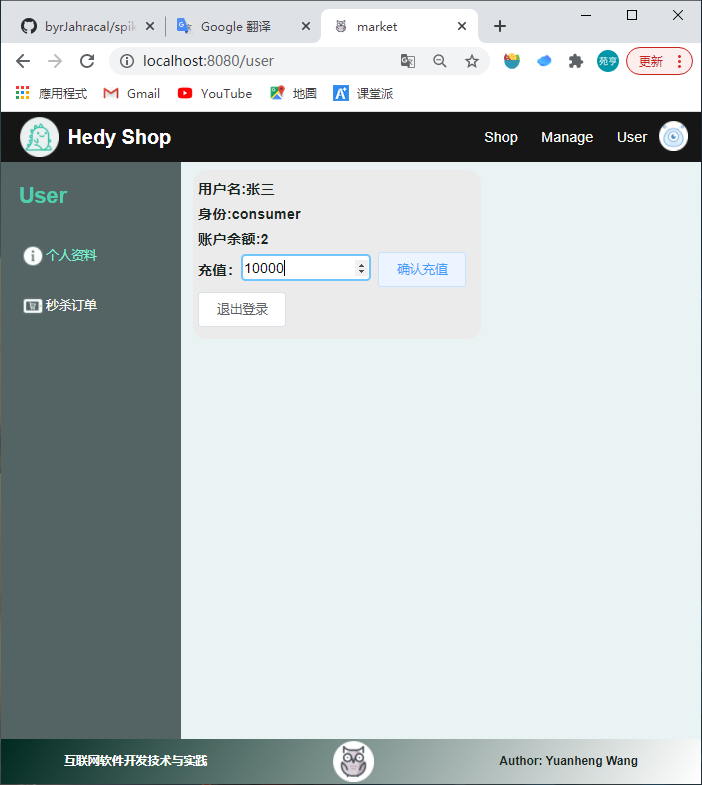 byrJahracal/spik
Google 翻译
market
localhost:8080/user
苑亨
更新
應用程式
Gmail
YouTube
地圖
课堂派
Hedy Shop
Shop
Manage
User
User
个人资料
秒杀订单
用户名:张三
身份:consumer
账户余额:2
充值：
10000
确认充值
退出登录
互联网软件开发技术与实践
Author: Yuanheng Wang